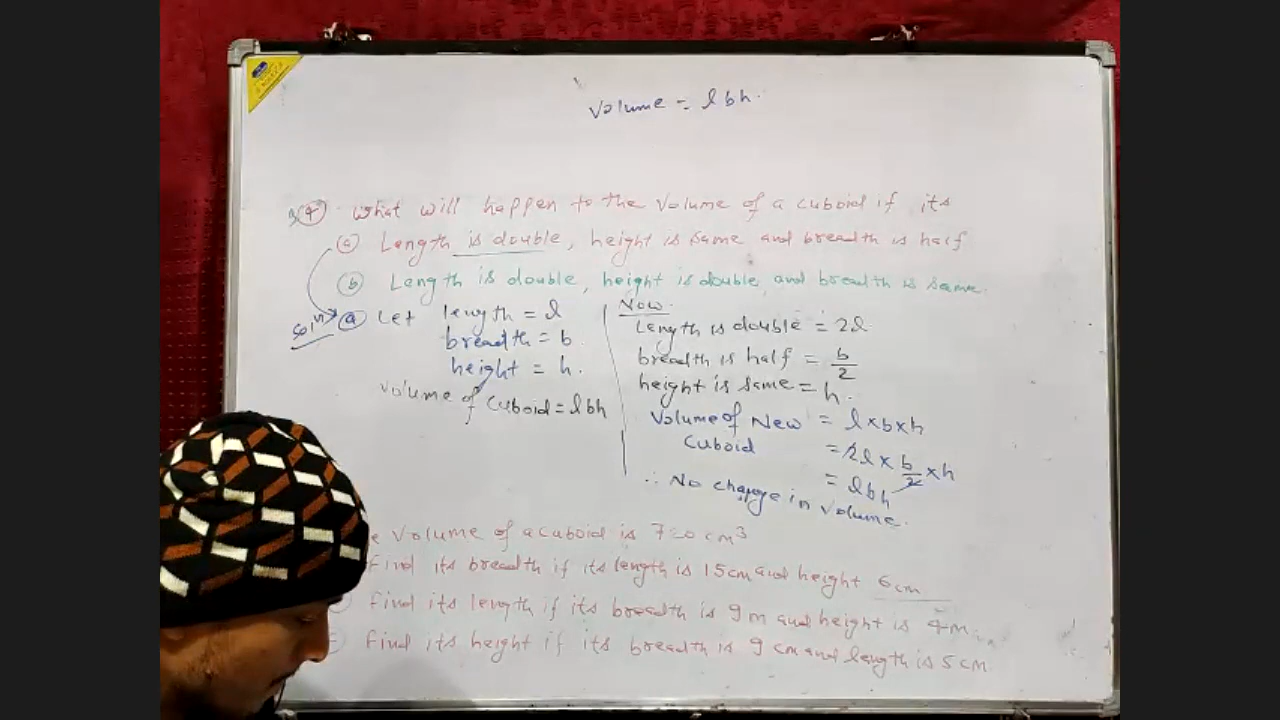 Volume = lbh.
Q4 What will happen to the volume of a cuboid if its
(a) Length is double, height is same and breadth is half
(b) Length is double, height is double and breadth is same.
Soln (a) Let length = l
breadth = b
height = h.
Volume of cuboid = lbh
Now
Length is double = 2l
breadth is half = b/2
height is same = h.
Volume of New = l×b×h
Cuboid = 2l × b/2 × h
= lbh
∴ No change in volume.
Volume of a cuboid is 720 cm³
Find its breadth if its length is 15cm and height 6cm
Find its length if its breadth is 9m and height is 4m.
Find its height if its breadth is 9 cm and length is 5cm